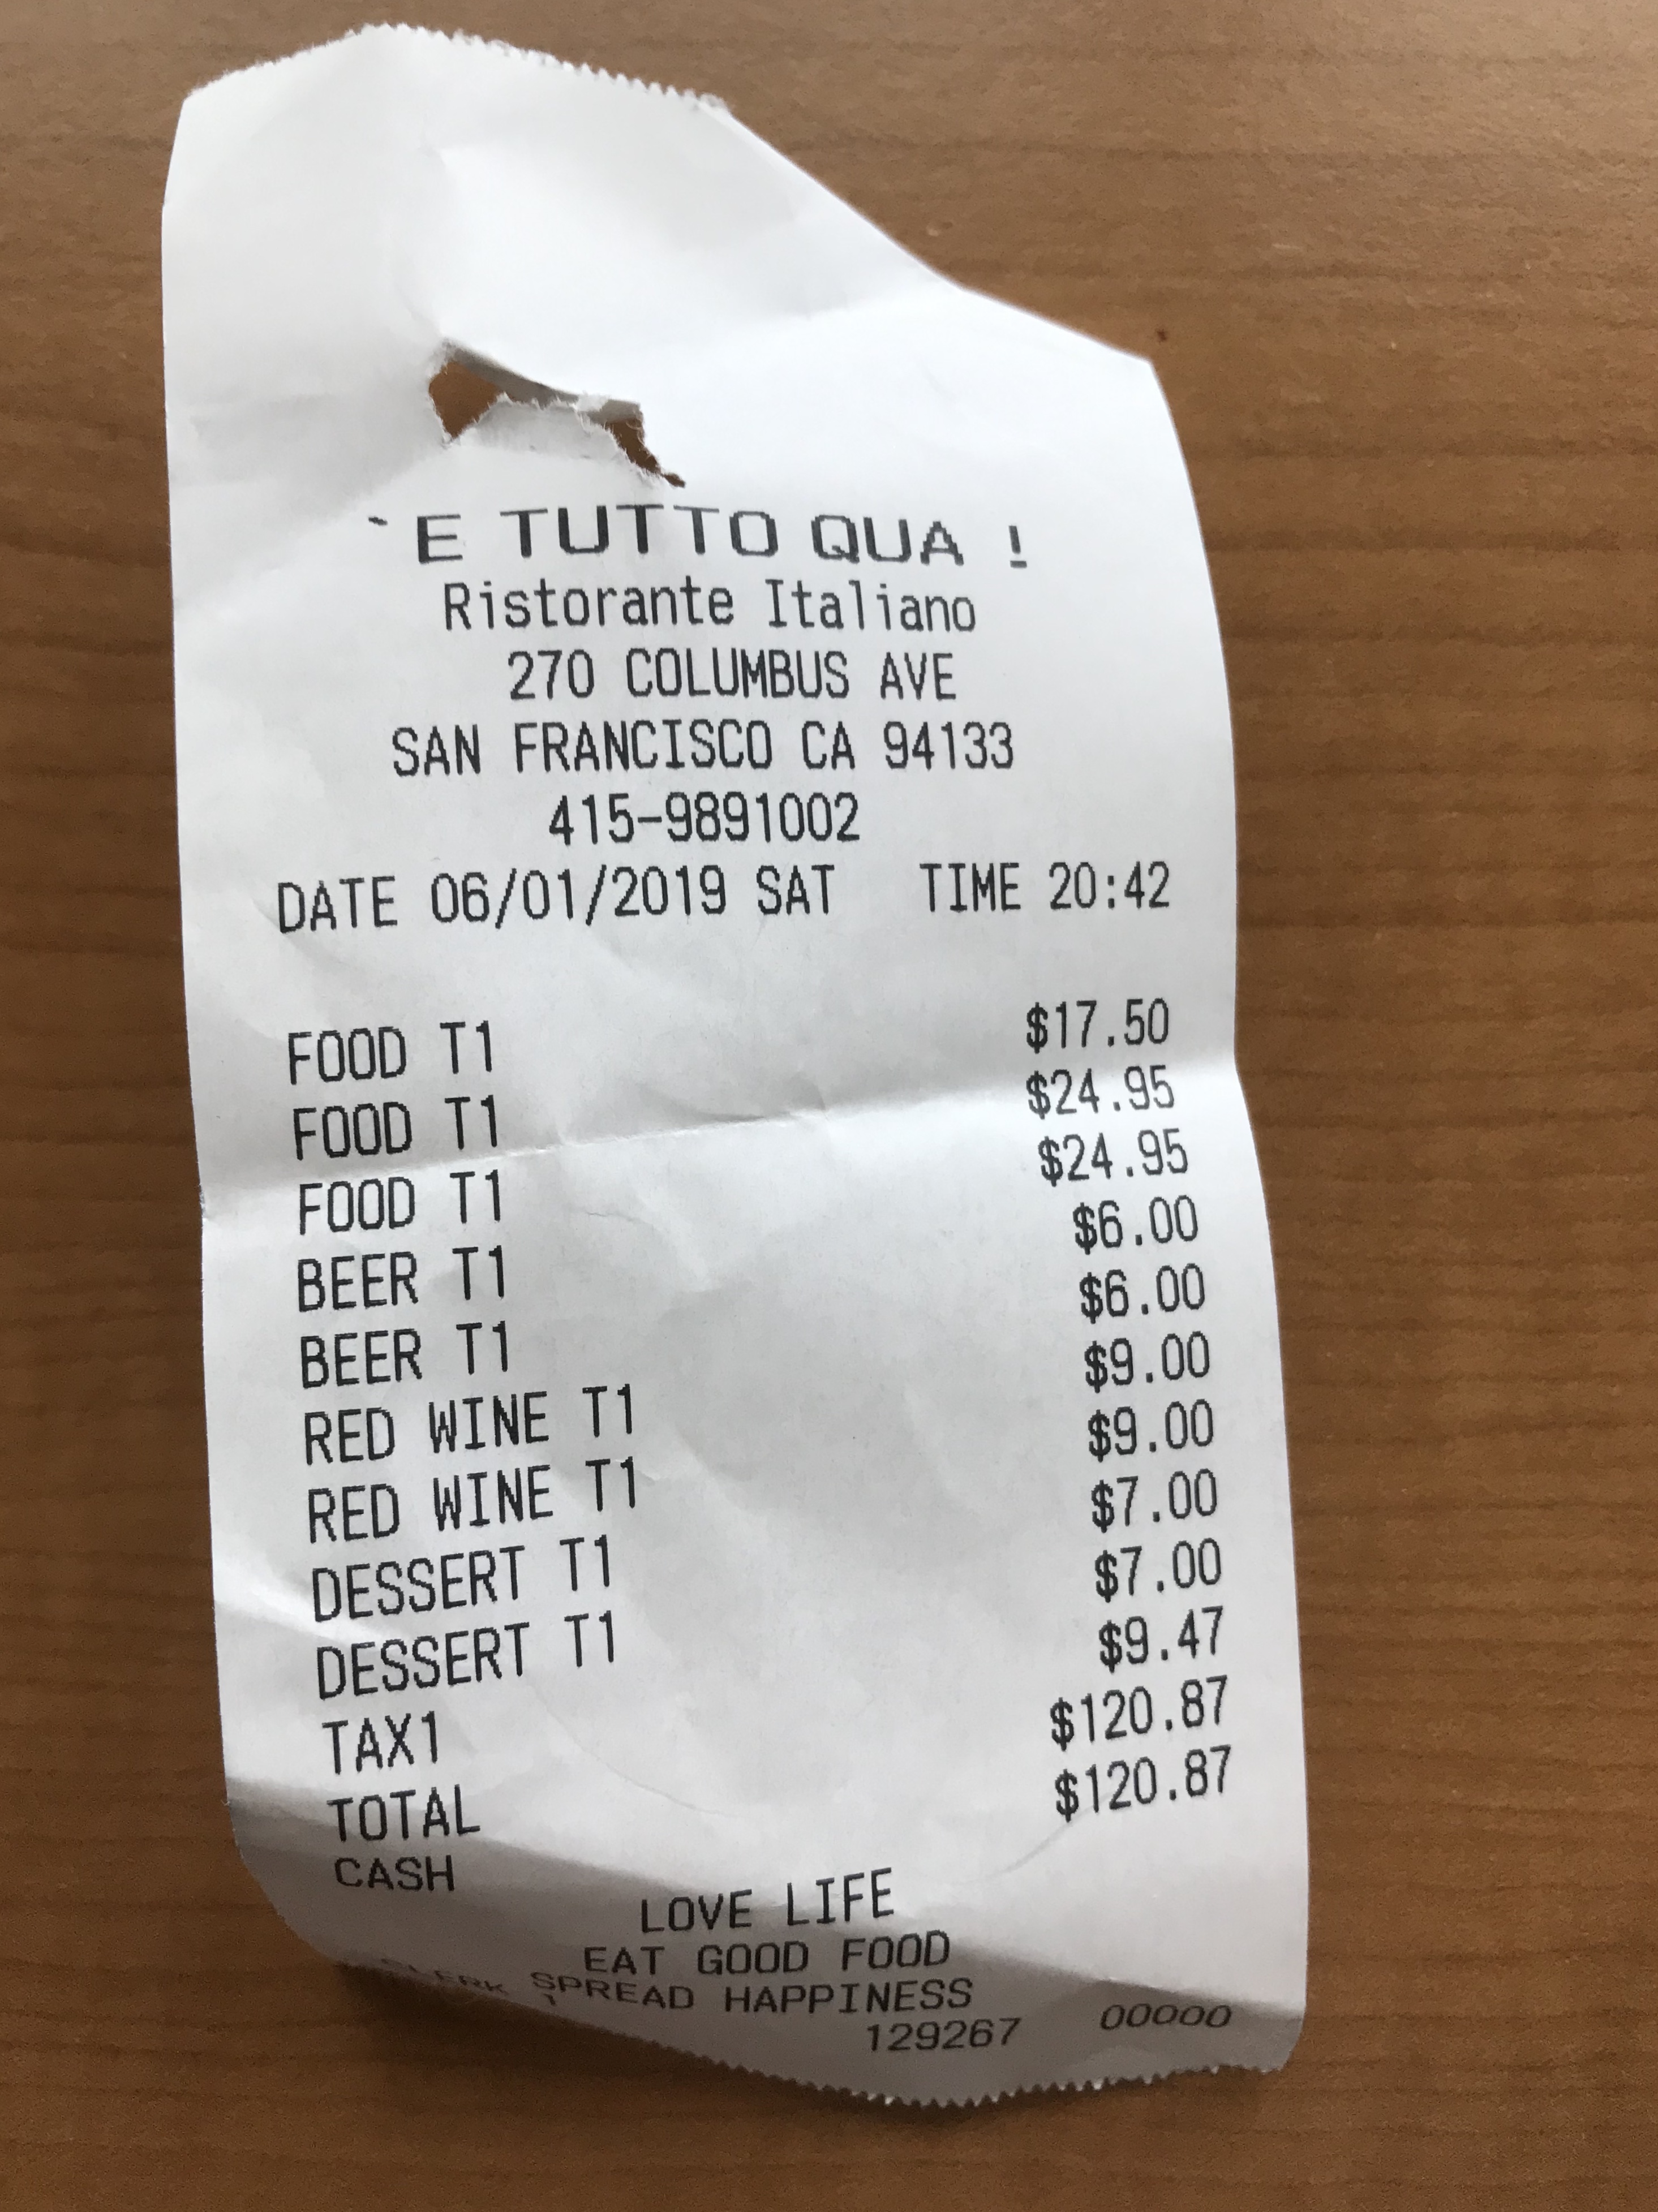 `E TUTTO QUA !
Ristorante Italiano
270 COLUMBUS AVE
SAN FRANCISCO CA 94133
415-9891002
DATE 06/01/2019 SAT TIME 20:42
FOOD T1 $17.50
FOOD T1 $24.95
FOOD T1 $24.95
BEER T1 $6.00
BEER T1 $6.00
RED WINE T1 $9.00
RED WINE T1 $9.00
DESSERT T1 $7.00
DESSERT T1 $7.00
TAX1 $9.47
TOTAL $120.87
CASH $120.87
LOVE LIFE
EAT GOOD FOOD
SPREAD HAPPINESS
CLERK 1 129267 00000